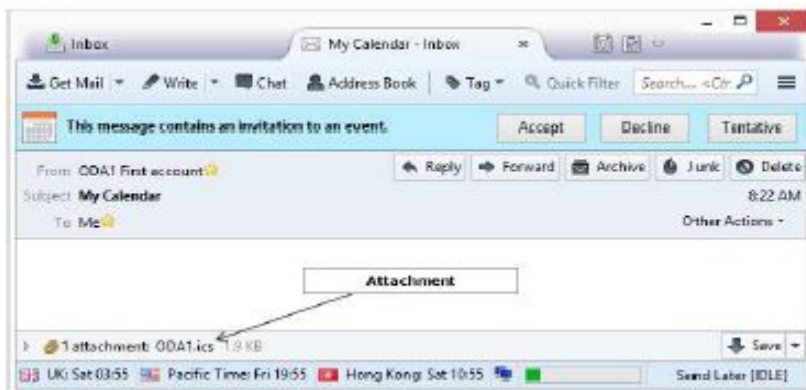 Inbox My Calendar - Inbox
Get Mail Write Chat Address Book Tag Quick Filter Search... <Ctr
This message contains an invitation to an event. Accept Decline Tentative
From ODA1 First account Reply Forward Archive Junk Delete
Subject My Calendar 8:22 AM
To Me Other Actions
Attachment
1 attachment: ODA1.ics 1.9 KB Save
UK: Sat 03:55 Pacific Time: Fri 19:55 Hong Kong: Sat 10:55 Send Later [IDLE]